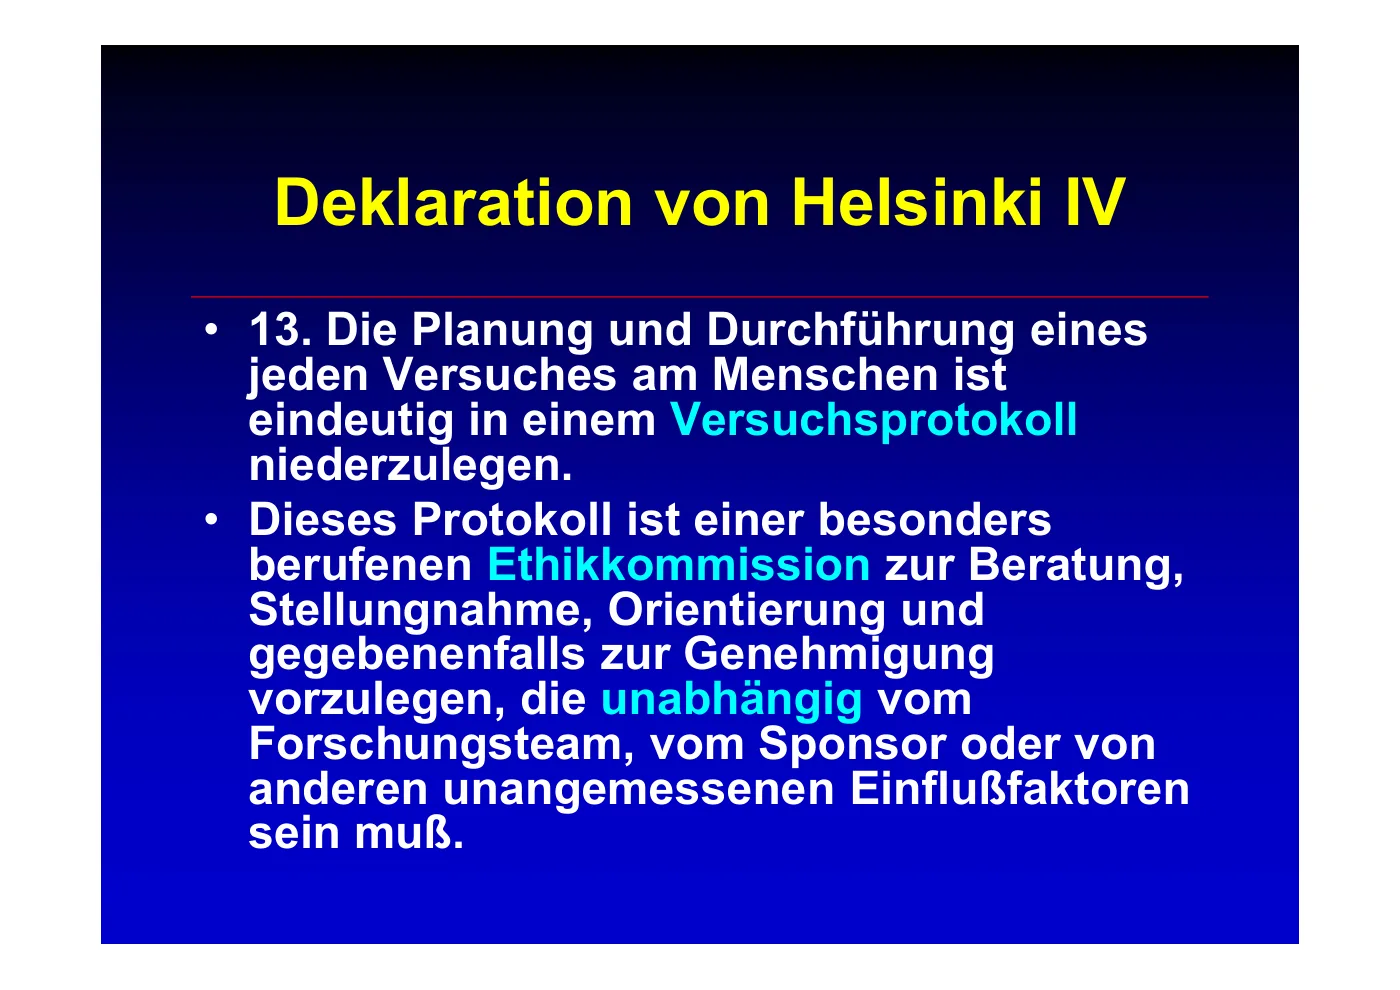 Deklaration von Helsinki IV
• 13. Die Planung und Durchführung eines
jeden Versuches am Menschen ist
eindeutig in einem Versuchsprotokoll
niederzulegen.
• Dieses Protokoll ist einer besonders
berufenen Ethikkommission zur Beratung,
Stellungnahme, Orientierung und
gegebenenfalls zur Genehmigung
vorzulegen, die unabhängig vom
Forschungsteam, vom Sponsor oder von
anderen unangemessenen Einflußfaktoren
sein muß.